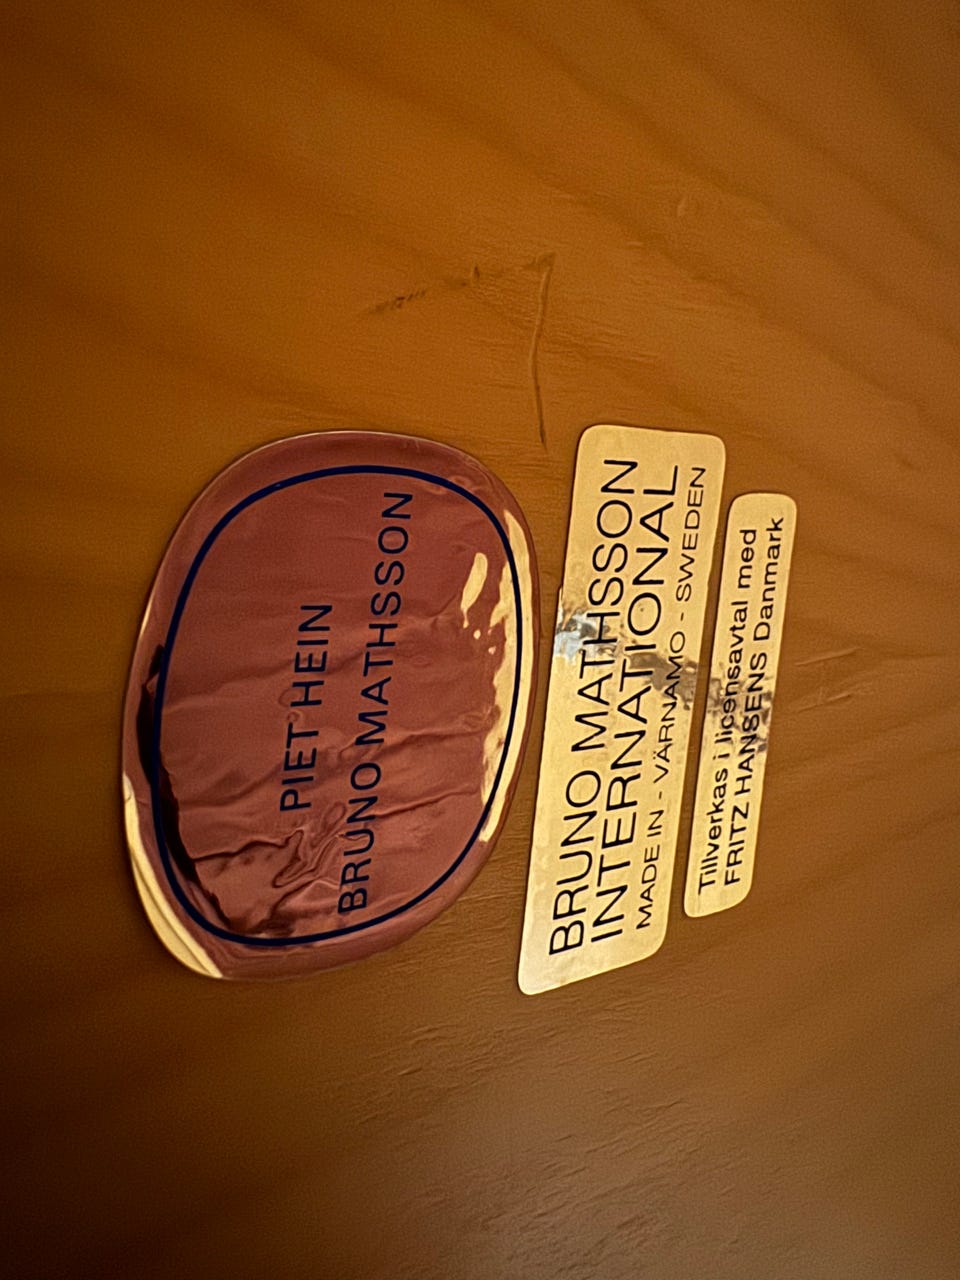 PIET HEIN
BRUNO MATHSSON
BRUNO MATHSSON
INTERNATIONAL
MADE IN - VÄRNAMO - SWEDEN
Tillverkas i licensavtal med
FRITZ HANSENS Danmark